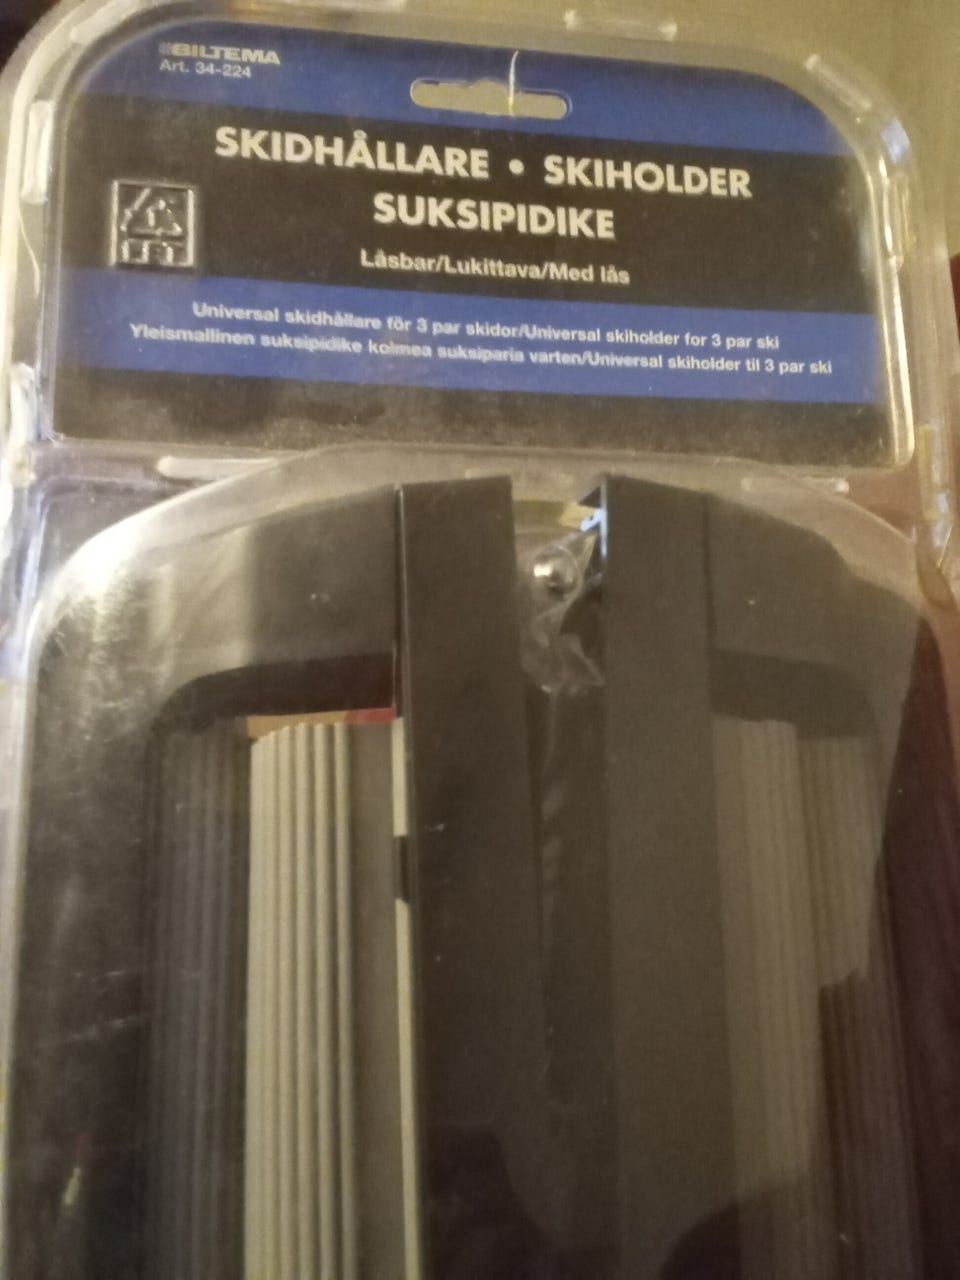 BILTEMA
Art. 34-224
SKIDHÅLLARE • SKIHOLDER
SUKSIPIDIKE
Låsbar/Lukittava/Med lås
Universal skidhållare för 3 par skidor/Universal skiholder for 3 par ski
Yleismallinen suksipidike kolmea suksiparia varten/Universal skiholder til 3 par ski